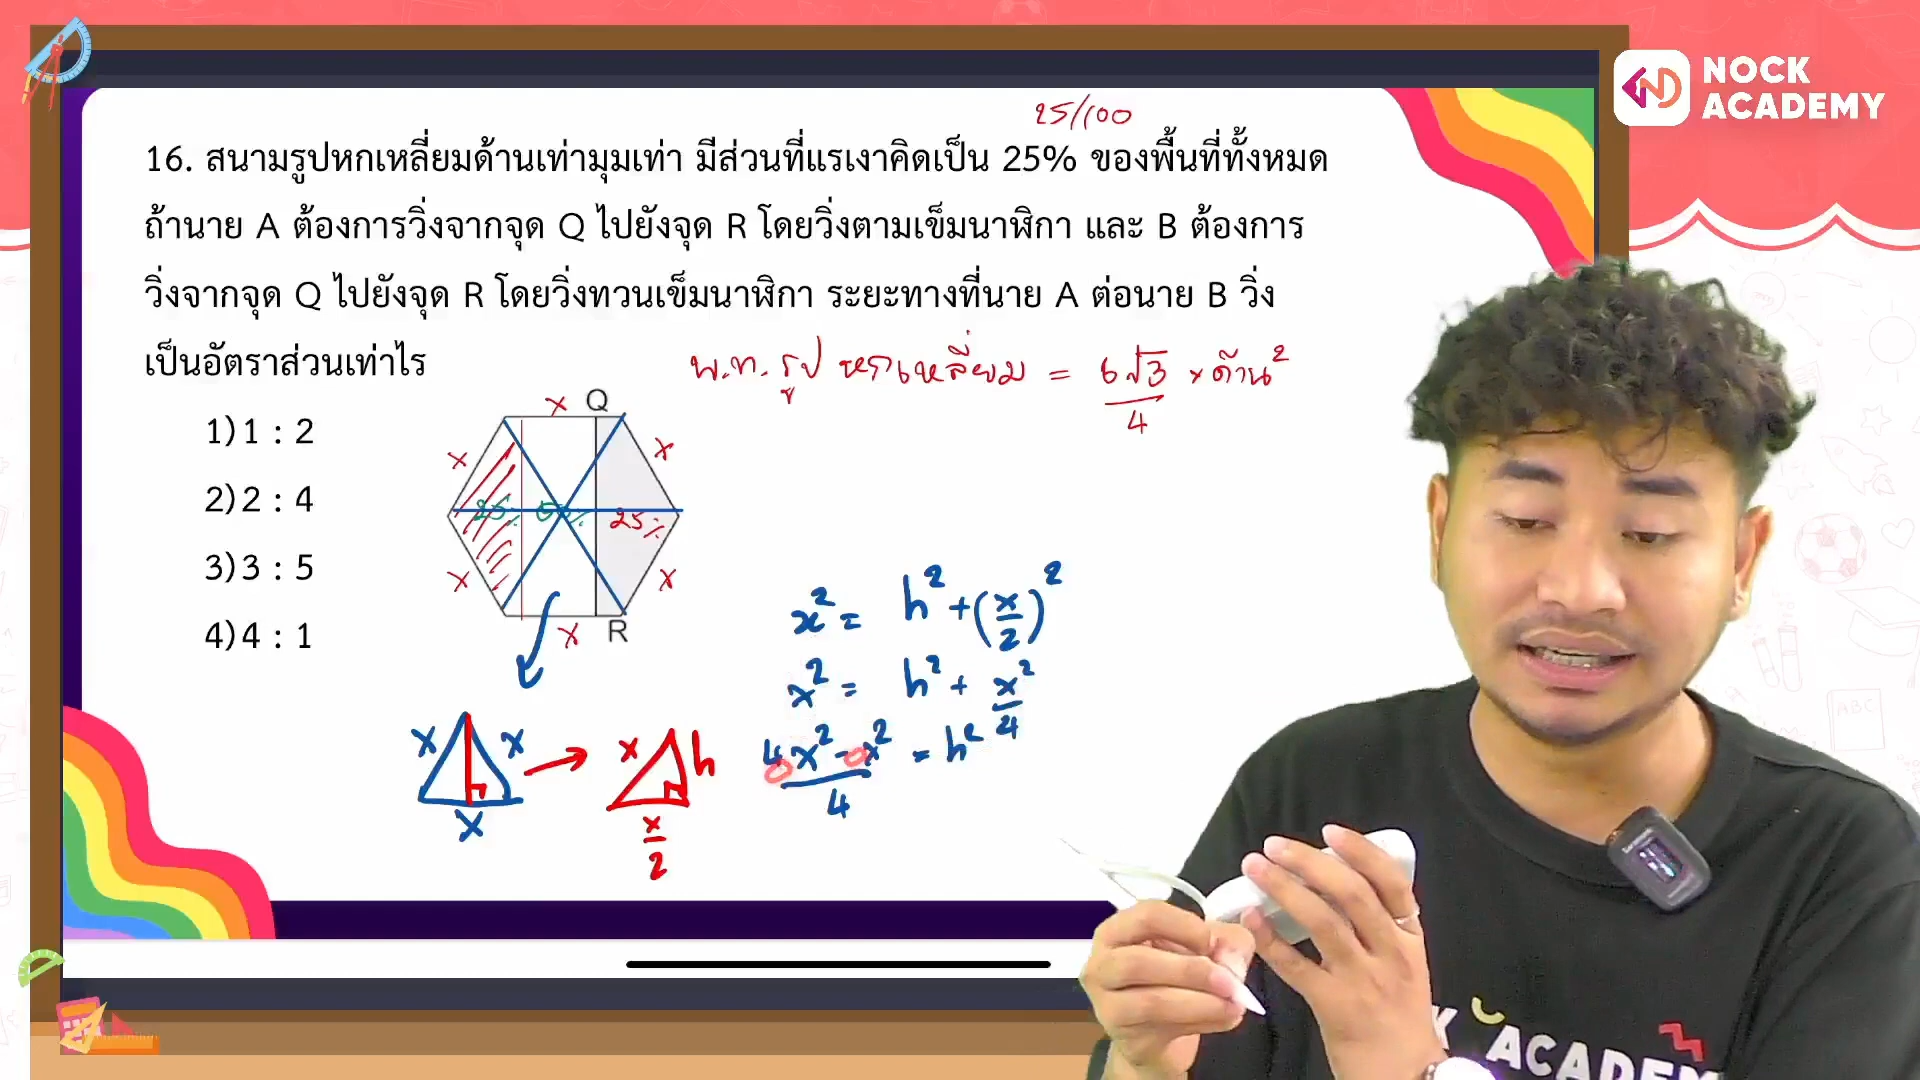 NOCK
ACADEMY
25/100
16. สนามรูปหกเหลี่ยมด้านเท่ามุมเท่า มีส่วนที่แรเงาคิดเป็น 25% ของพื้นที่ทั้งหมด
ถ้านาย A ต้องการวิ่งจากจุด Q ไปยังจุด R โดยวิ่งตามเข็มนาฬิกา และ B ต้องการ
วิ่งจากจุด Q ไปยังจุด R โดยวิ่งทวนเข็มนาฬิกา ระยะทางที่นาย A ต่อนาย B วิ่ง
เป็นอัตราส่วนเท่าไร
พ.ท. รูป หกเหลี่ยม = 6√3/4 × ด้าน²
1) 1 : 2
2) 2 : 4
3) 3 : 5
4) 4 : 1
x Q
x x
25% 50% 25%
x x
x R
x² = h² + (x/2)²
x² = h² + x²/4
4x² - x²/4 = h²
x x
x
x h
x/2
K ACADEM